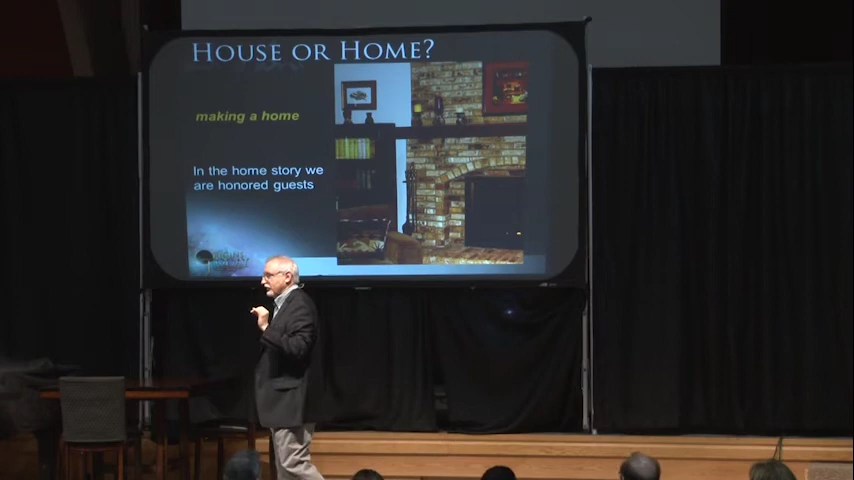 HOUSE OR HOME?
making a home
In the home story we
are honored guests